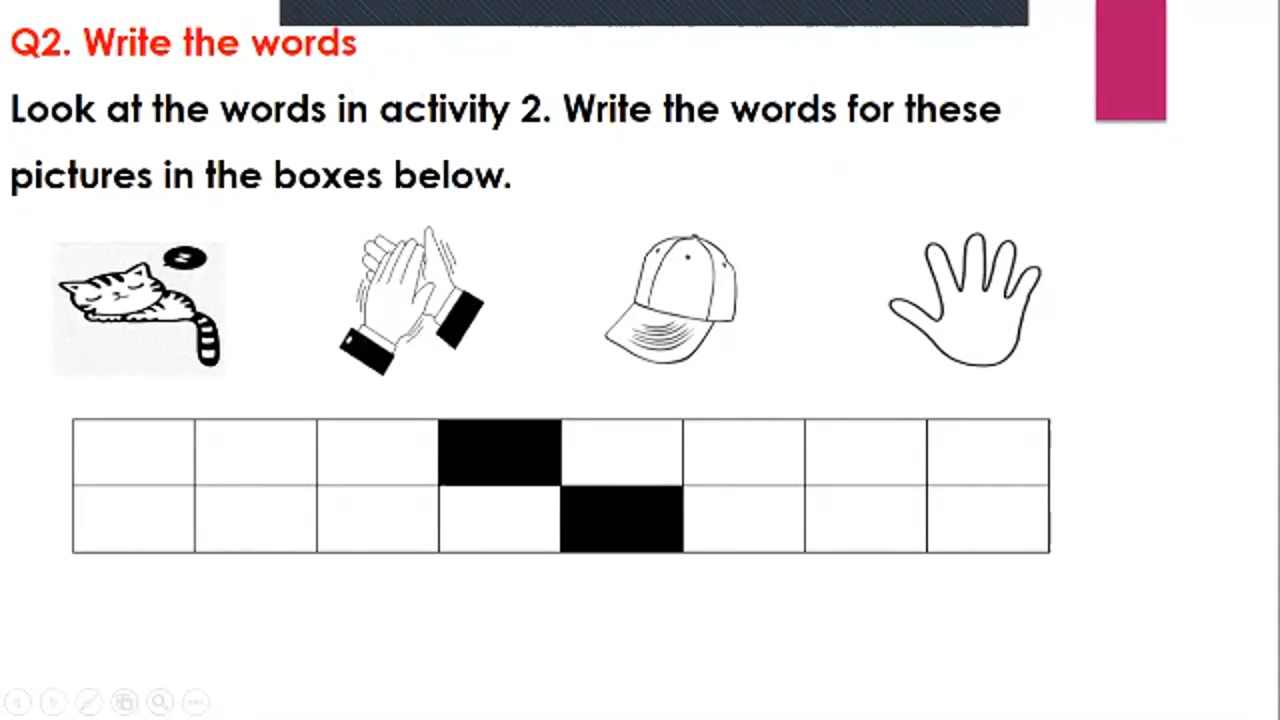 Q2. Write the words
Look at the words in activity 2. Write the words for these
pictures in the boxes below.